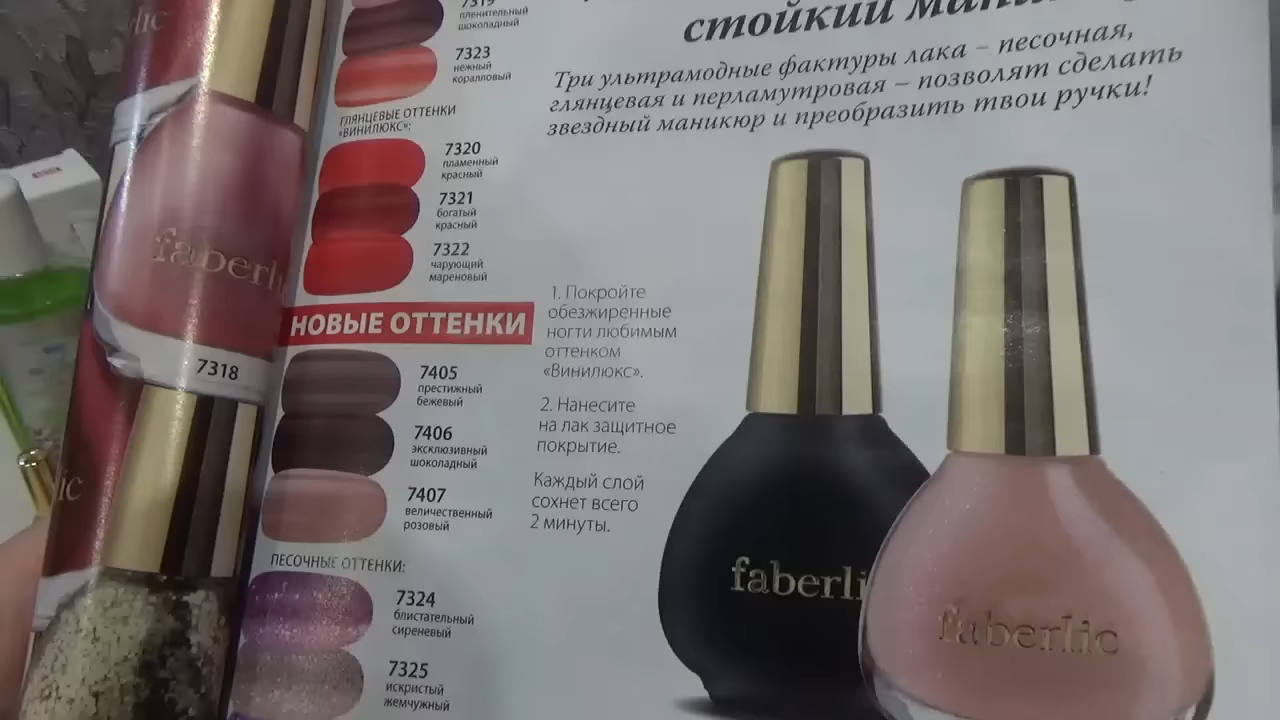 стойкий
Три ультрамодные фактуры лака – песочная,
глянцевая и перламутровая – позволят сделать
звездный маникюр и преобразить твои ручки!
7319
пленительный
шоколадный
7323
нежный
коралловый
ГЛЯНЦЕВЫЕ ОТТЕНКИ
«ВИНИЛЮКС»:
7320
пламенный
красный
7321
богатый
красный
7322
чарующий
мареновый
НОВЫЕ ОТТЕНКИ
7405
престижный
бежевый
7406
эксклюзивный
шоколадный
7407
величественный
розовый
ПЕСОЧНЫЕ ОТТЕНКИ:
7324
блистательный
сиреневый
7325
искристый
жемчужный
1. Покройте
обезжиренные
ногти любимым
оттенком
«Винилюкс».
2. Нанесите
на лак защитное
покрытие.
Каждый слой
сохнет всего
2 минуты.
faberli
faberlic
faberli
7318